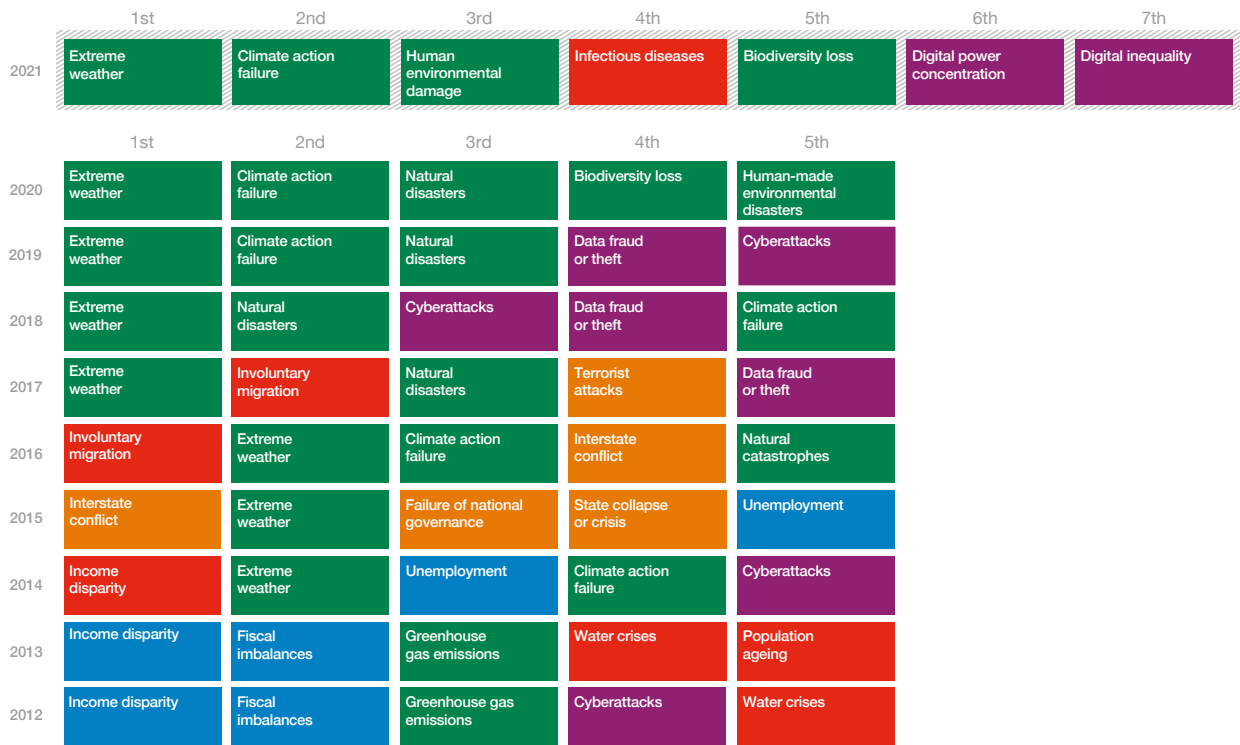 1st 2nd 3rd 4th 5th 6th 7th
2021
Extreme
weather
Climate action
failure
Human
environmental
damage
Infectious diseases
Biodiversity loss
Digital power
concentration
Digital inequality
1st 2nd 3rd 4th 5th
2020
Extreme
weather
Climate action
failure
Natural
disasters
Biodiversity loss
Human-made
environmental
disasters
2019
Extreme
weather
Climate action
failure
Natural
disasters
Data fraud
or theft
Cyberattacks
2018
Extreme
weather
Natural
disasters
Cyberattacks
Data fraud
or theft
Climate action
failure
2017
Extreme
weather
Involuntary
migration
Natural
disasters
Terrorist
attacks
Data fraud
or theft
2016
Involuntary
migration
Extreme
weather
Climate action
failure
Interstate
conflict
Natural
catastrophes
2015
Interstate
conflict
Extreme
weather
Failure of national
governance
State collapse
or crisis
Unemployment
2014
Income
disparity
Extreme
weather
Unemployment
Climate action
failure
Cyberattacks
2013
Income disparity
Fiscal
imbalances
Greenhouse
gas emissions
Water crises
Population
ageing
2012
Income disparity
Fiscal
imbalances
Greenhouse gas
emissions
Cyberattacks
Water crises